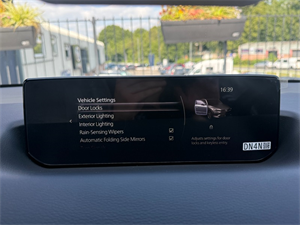 Vehicle Settings
16:39
Door Locks
Exterior Lighting
Interior Lighting
Rain-Sensing Wipers
Automatic Folding Side Mirrors
Adjusts settings for door
locks and keyless entry.